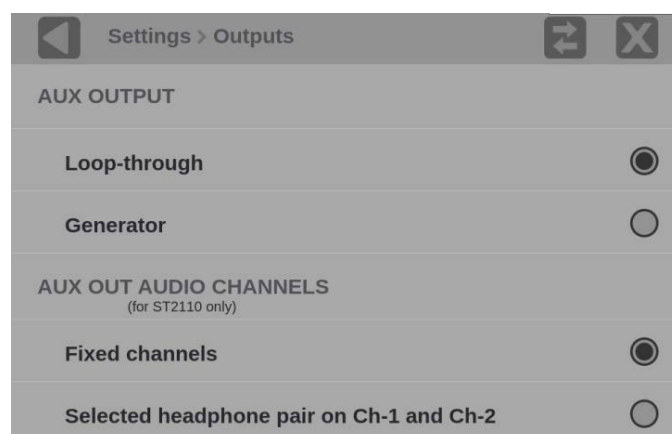 Settings > Outputs
AUX OUTPUT
Loop-through
Generator
AUX OUT AUDIO CHANNELS
(for ST2110 only)
Fixed channels
Selected headphone pair on Ch-1 and Ch-2